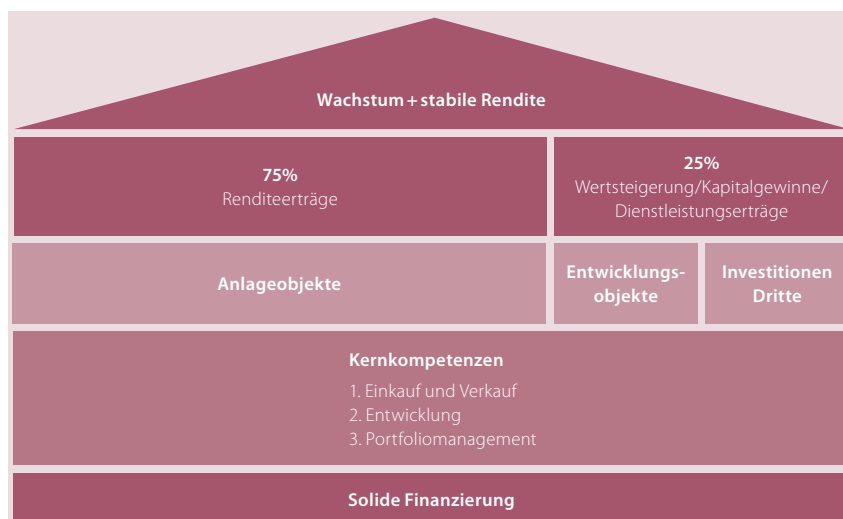 Wachstum + stabile Rendite
75%
Renditeerträge
25%
Wertsteigerung/Kapitalgewinne/
Dienstleistungserträge
Anlageobjekte
Entwicklungs-
objekte
Investitionen
Dritte
Kernkompetenzen
1. Einkauf und Verkauf
2. Entwicklung
3. Portfoliomanagement
Solide Finanzierung